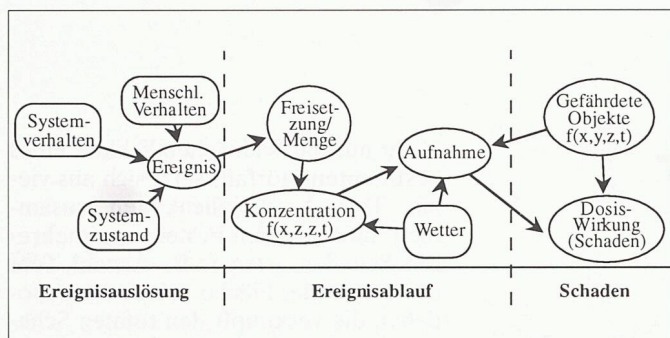 Menschl.
Verhalten
System-
verhalten
Ereignis
System-
zustand
Freiset-
zung/
Menge
Konzentration
f(x,z,z,t)
Aufnahme
Wetter
Gefährdete
Objekte
f(x,y,z,t)
Dosis-
Wirkung
(Schaden)
Ereignisauslösung
Ereignisablauf
Schaden